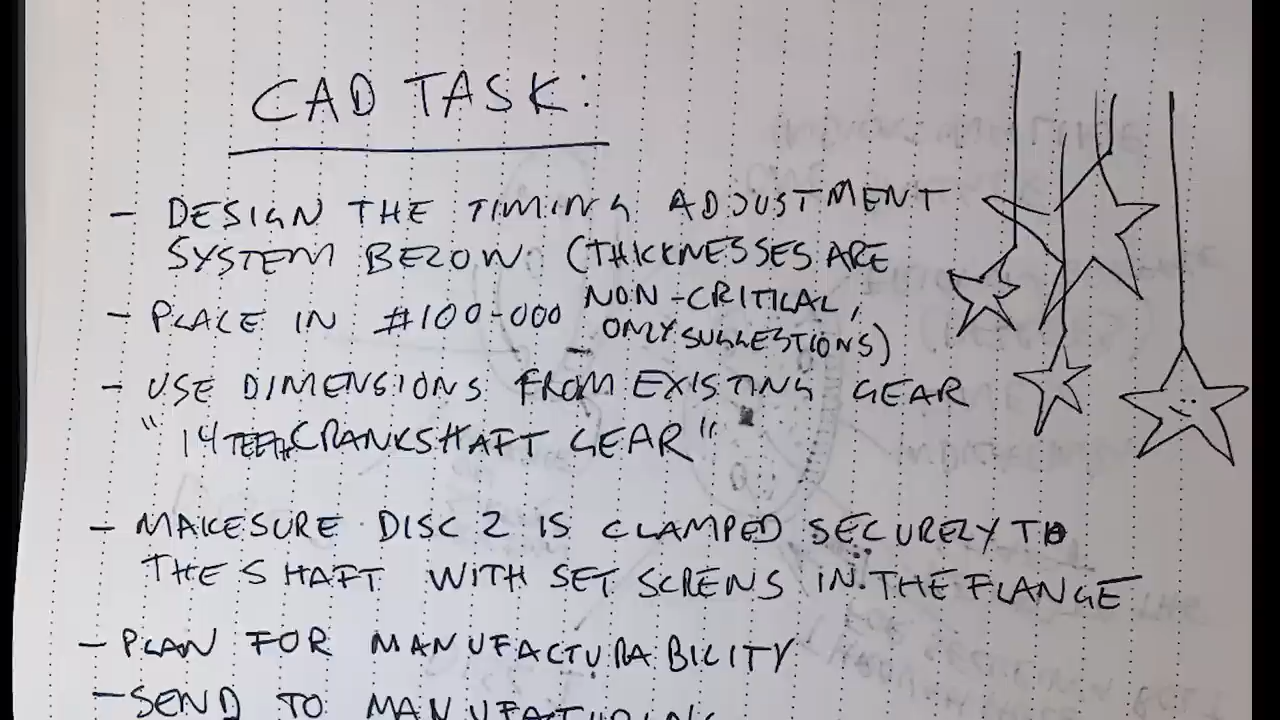 CAD TASK:
- DESIGN THE TIMING ADJUSTMENT
SYSTEM BELOW. (THICKNESSES ARE
NON-CRITICAL,
ONLY SUGGESTIONS)
- PLACE IN #100-000
- USE DIMENSIONS FROM EXISTING GEAR
"14 TEETH CRANKSHAFT GEAR"
- MAKE SURE DISC 2 IS CLAMPED SECURELY TO
THE SHAFT WITH SET SCREWS IN THE FLANGE
- PLAN FOR MANUFACTURABILITY
- SEND TO MANUFACTURING